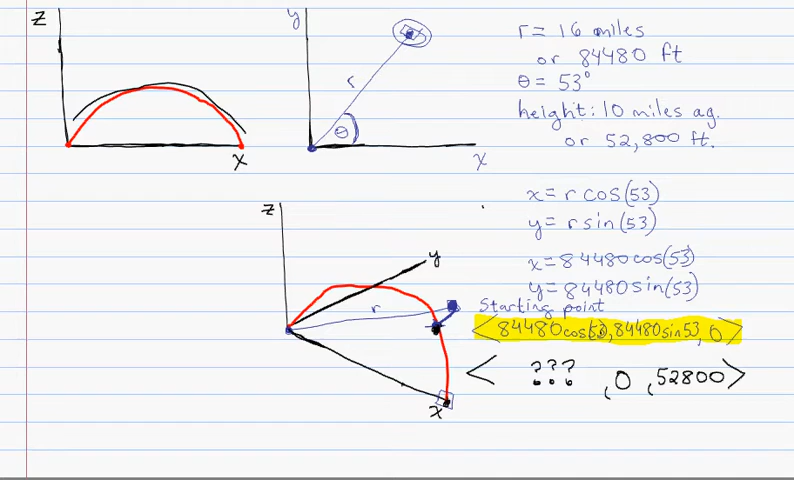 z
x
y
r
θ
x
r = 16 miles
or 84480 ft
θ = 53°
height: 10 miles ag.
or 52,800 ft.
x = r cos(53)
y = r sin(53)
x = 84480 cos(53)
y = 84480 sin(53)
z
y
r
x
Starting point
<84480cos53, 84480sin53, 0>
< ???, 0, 52800>